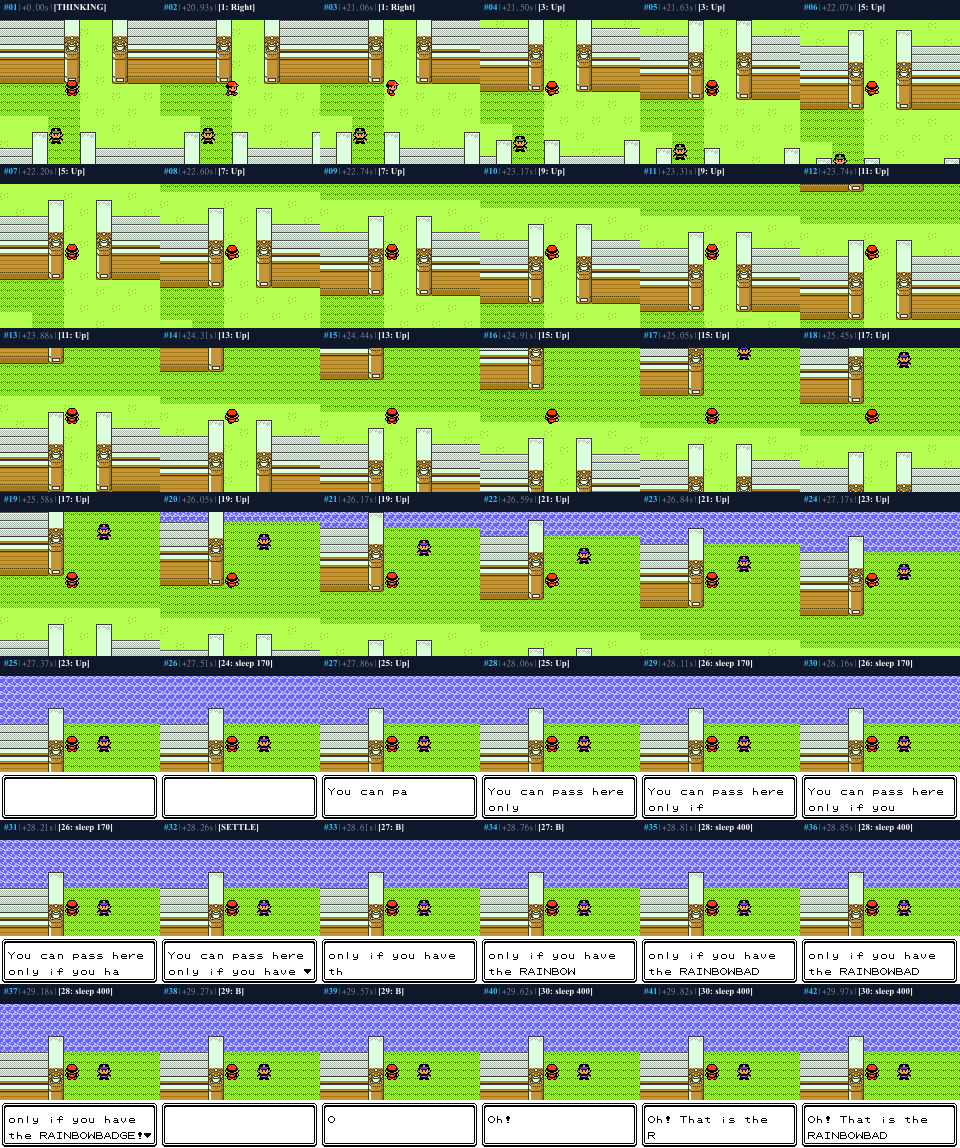 #01 | +0.00s | [THINKING]
#02 | +20.93s | [1: Right]
#03 | +21.06s | [1: Right]
#04 | +21.50s | [3: Up]
#05 | +21.63s | [3: Up]
#06 | +22.07s | [5: Up]
#07 | +22.20s | [5: Up]
#08 | +22.60s | [7: Up]
#09 | +22.74s | [7: Up]
#10 | +23.17s | [9: Up]
#11 | +23.31s | [9: Up]
#12 | +23.74s | [11: Up]
#13 | +23.88s | [11: Up]
#14 | +24.31s | [13: Up]
#15 | +24.44s | [13: Up]
#16 | +24.91s | [15: Up]
#17 | +25.05s | [15: Up]
#18 | +25.45s | [17: Up]
#19 | +25.58s | [17: Up]
#20 | +26.05s | [19: Up]
#21 | +26.17s | [19: Up]
#22 | +26.59s | [21: Up]
#23 | +26.84s | [21: Up]
#24 | +27.17s | [23: Up]
#25 | +27.37s | [23: Up]
#26 | +27.51s | [24: sleep 170]
#27 | +27.86s | [25: Up]
#28 | +28.06s | [25: Up]
#29 | +28.11s | [26: sleep 170]
#30 | +28.16s | [26: sleep 170]
You can pa
You can pass here
only
You can pass here
only if
You can pass here
only if you
#31 | +28.21s | [26: sleep 170]
#32 | +28.26s | [SETTLE]
#33 | +28.61s | [27: B]
#34 | +28.76s | [27: B]
#35 | +28.81s | [28: sleep 400]
#36 | +28.85s | [28: sleep 400]
You can pass here
only if you ha
You can pass here
only if you have ▼
only if you have
th
only if you have
the RAINBOW
only if you have
the RAINBOWBAD
only if you have
the RAINBOWBAD
#37 | +29.18s | [28: sleep 400]
#38 | +29.27s | [29: B]
#39 | +29.57s | [29: B]
#40 | +29.62s | [30: sleep 400]
#41 | +29.82s | [30: sleep 400]
#42 | +29.97s | [30: sleep 400]
only if you have
the RAINBOWBADGE!▼
O
Oh!
Oh! That is the
R
Oh! That is the
RAINBOWBAD